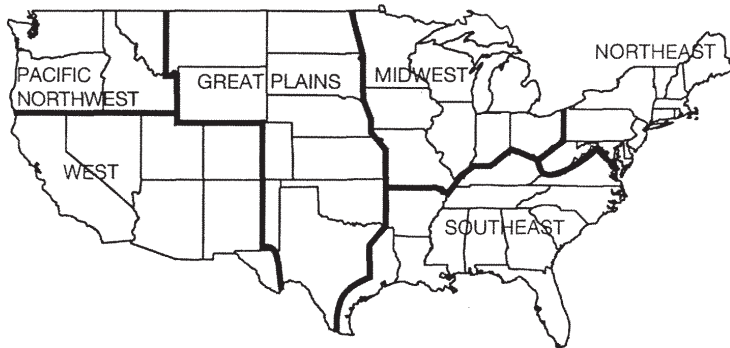 NORTHEAST
PACIFIC
NORTHWEST
GREAT PLAINS
MIDWEST
WEST
SOUTHEAST